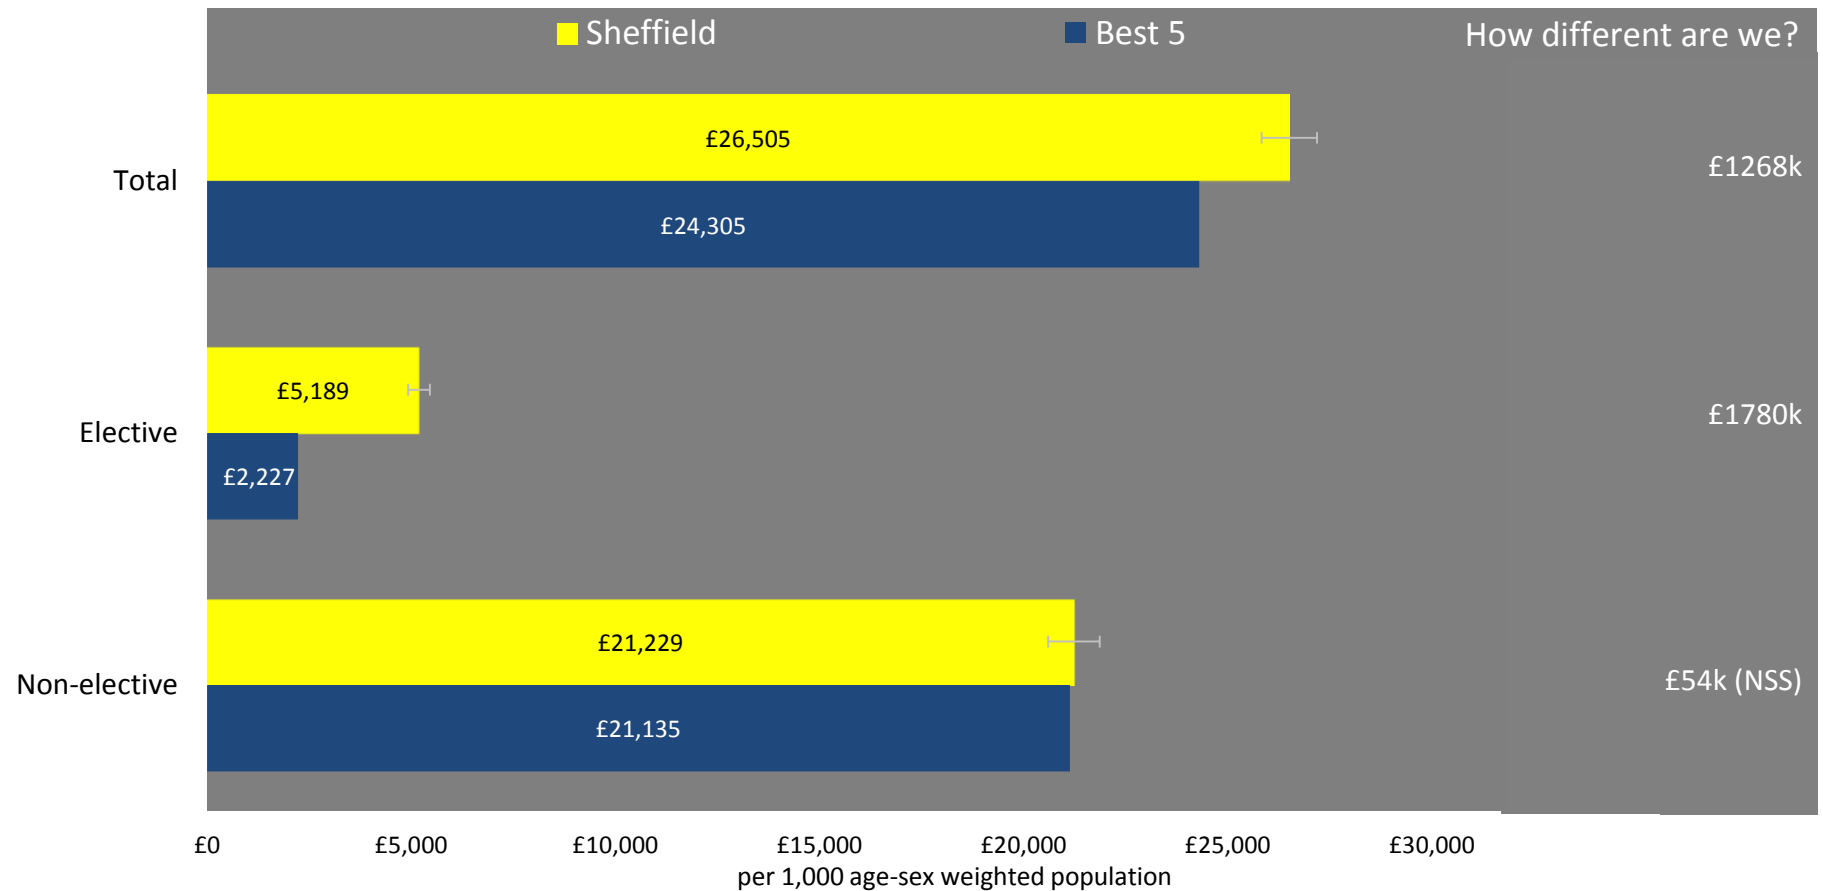 Sheffield Best 5 How different are we?
Total £26,505 £1268k
£24,305
Elective £5,189 £1780k
£2,227
Non-elective £21,229 £54k (NSS)
£21,135
£0 £5,000 £10,000 £15,000 £20,000 £25,000 £30,000
per 1,000 age-sex weighted population